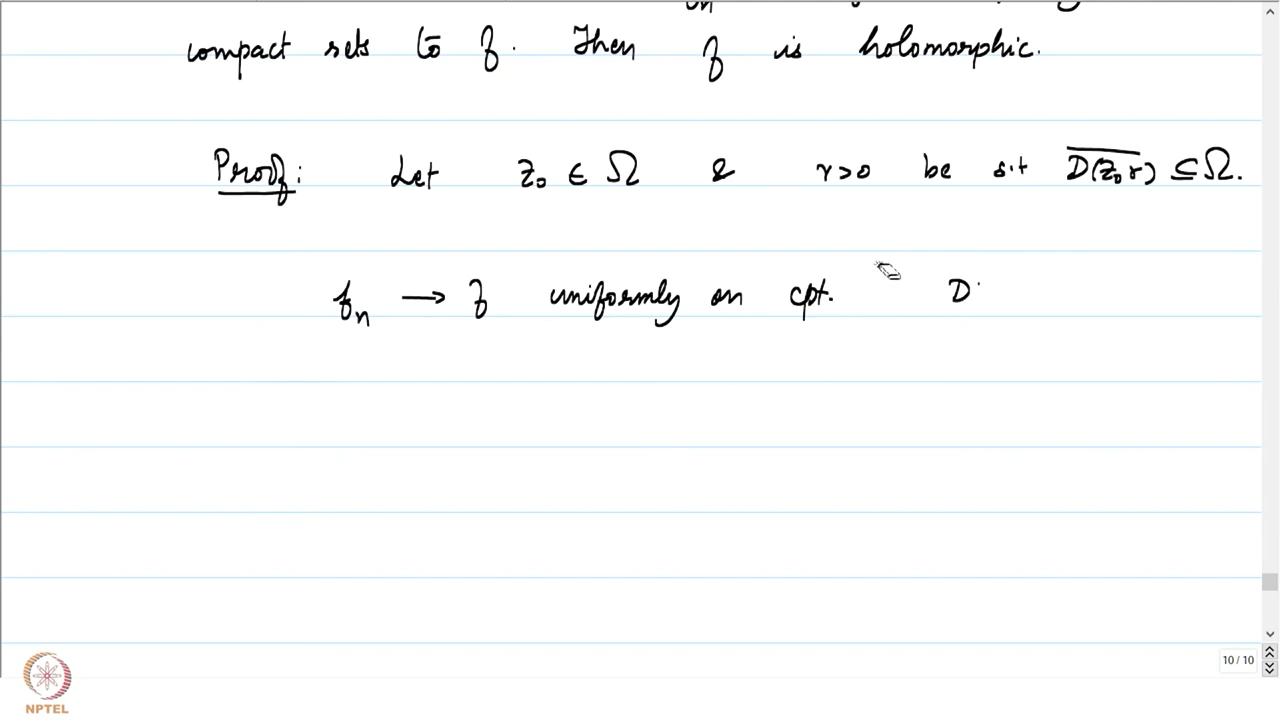 n
compact sets to f. Then f is holomorphic.
Proof: Let z₀ ∈ Ω & r>0 be s.t $\overline{D(z_0, r)}$ ⊆ Ω.
fₙ → f uniformly on cpt. D
10 / 10
NPTEL